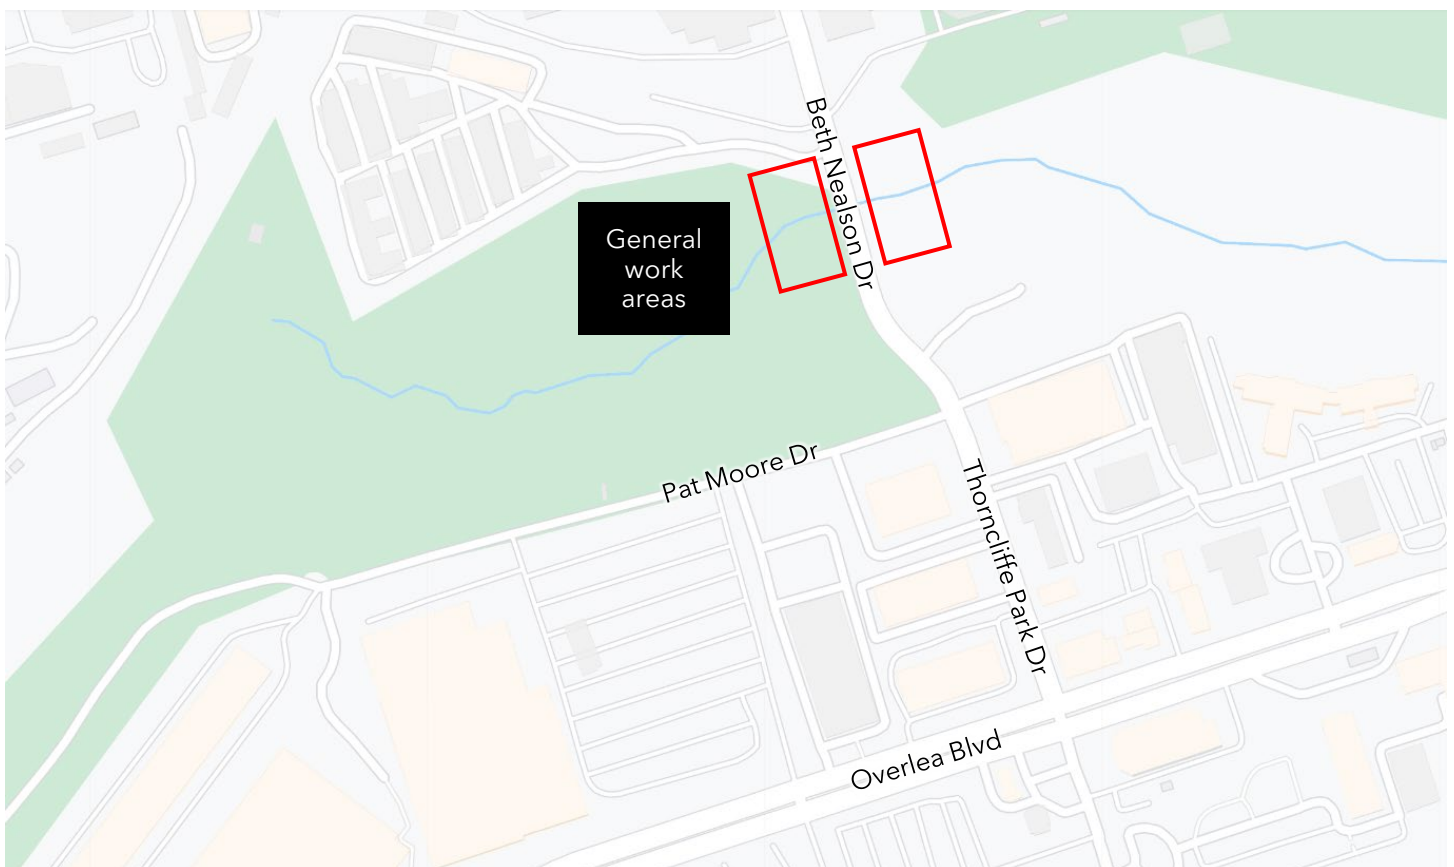 Beth Nealson Dr
General
work
areas
Pat Moore Dr
Thorncliffe Park Dr
Overlea Blvd